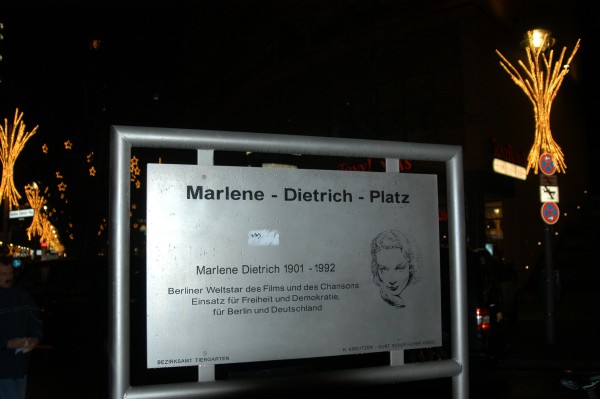 Marlene - Dietrich - Platz
Marlene Dietrich 1901 - 1992
Berliner Weltstar des Films und des Chansons
Einsatz für Freiheit und Demokratie,
für Berlin und Deutschland
BEZIRKSAMT TIERGARTEN